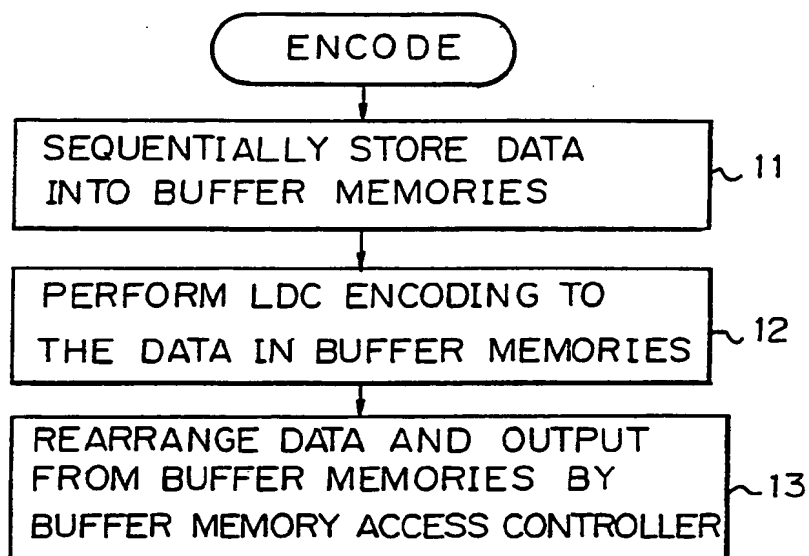 ENCODE
SEQUENTIALLY STORE DATA
INTO BUFFER MEMORIES
11
PERFORM LDC ENCODING TO
THE DATA IN BUFFER MEMORIES
12
REARRANGE DATA AND OUTPUT
FROM BUFFER MEMORIES BY
BUFFER MEMORY ACCESS CONTROLLER
13